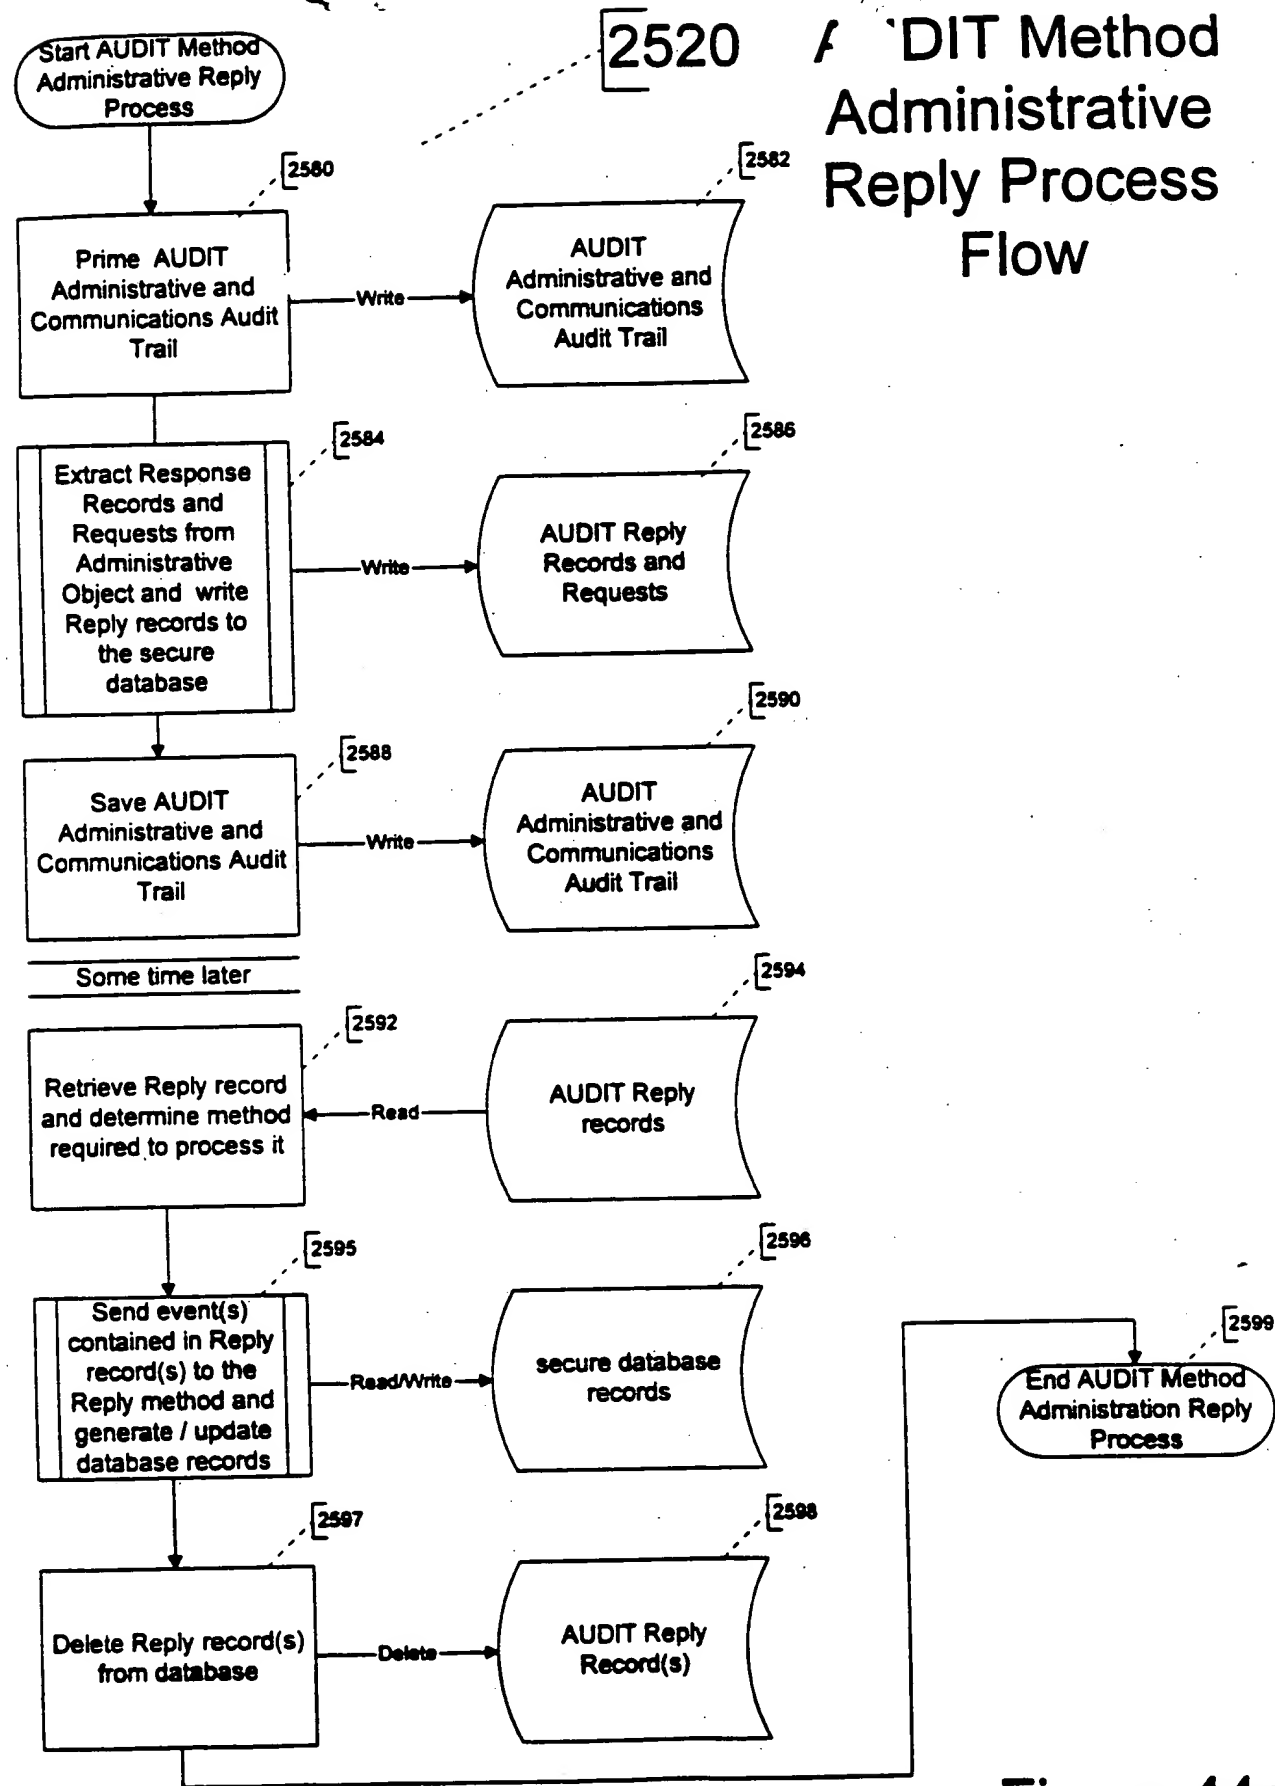 Start AUDIT Method
Administrative Reply
Process
2520
DIT Method
Administrative
Reply Process
Flow
2580
2582
Prime AUDIT
Administrative and
Communications Audit
Trail
Write
AUDIT
Administrative and
Communications
Audit Trail
2584
2586
Extract Response
Records and
Requests from
Administrative
Object and write
Reply records to
the secure
database
Write
AUDIT Reply
Records and
Requests
2588
2590
Save AUDIT
Administrative and
Communications Audit
Trail
Write
AUDIT
Administrative and
Communications
Audit Trail
Some time later
2592
2594
Retrieve Reply record
and determine method
required to process it
Read
AUDIT Reply
records
2595
2596
Send event(s)
contained in Reply
record(s) to the
Reply method and
generate / update
database records
Read/Write
secure database
records
2599
End AUDIT Method
Administration Reply
Process
2597
2598
Delete Reply record(s)
from database
Delete
AUDIT Reply
Record(s)